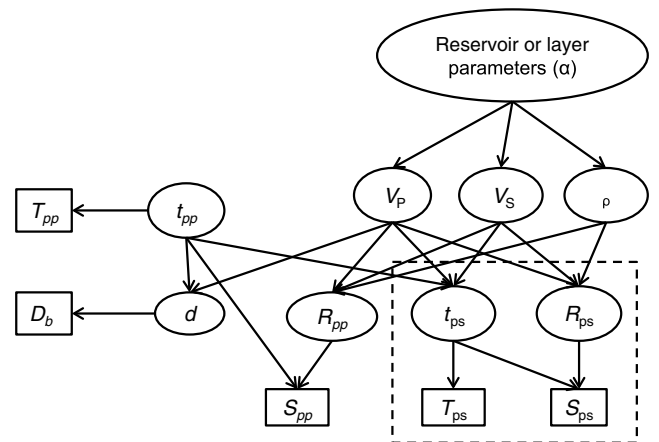 Reservoir or layer
parameters (α)
T_pp t_pp V_P V_S ρ
D_b d R_pp t_ps R_ps
S_pp T_ps S_ps